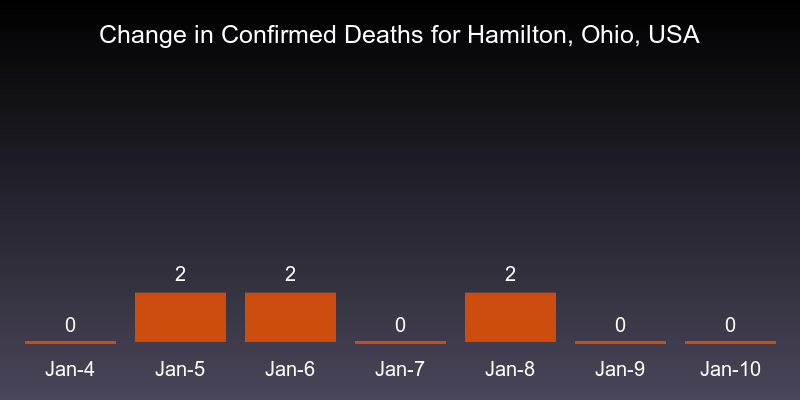 Change in Confirmed Deaths for Hamilton, Ohio, USA
0 2 2 0 2 0 0
Jan-4 Jan-5 Jan-6 Jan-7 Jan-8 Jan-9 Jan-10